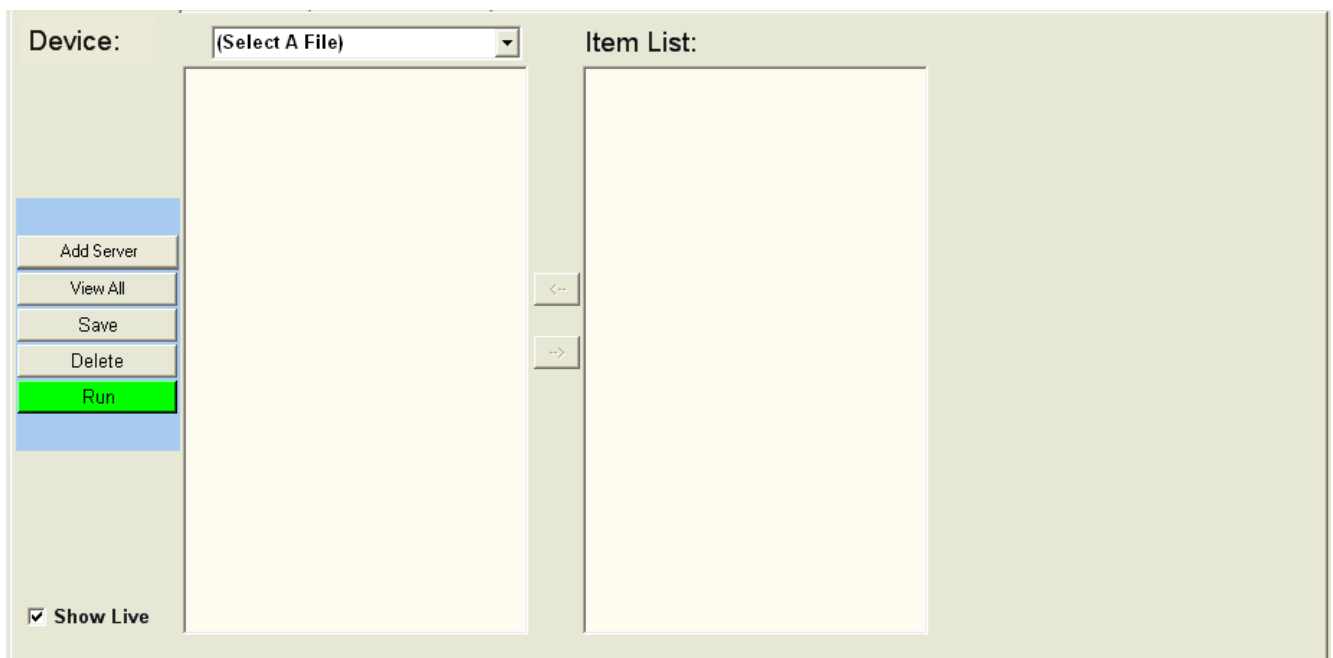 Device:
(Select A File)
Item List:
Add Server
View All
<--
Save
-->
Delete
Run
Show Live